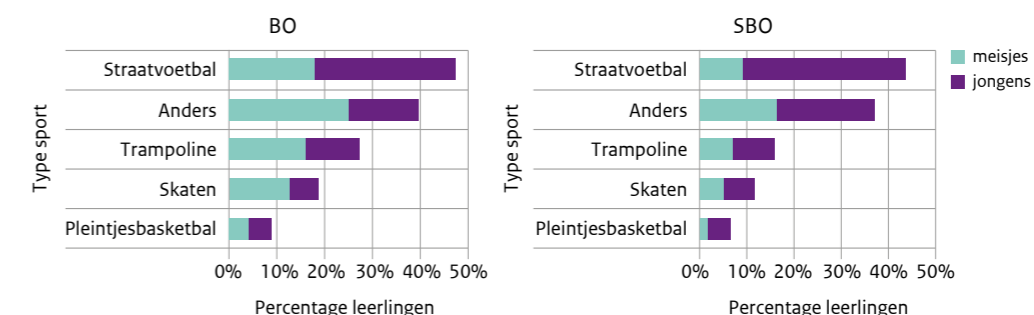 BO
Type sport
Straatvoetbal
Anders
Trampoline
Skaten
Pleintjesbasketbal
0% 10% 20% 30% 40% 50%
Percentage leerlingen
SBO
Type sport
Straatvoetbal
Anders
Trampoline
Skaten
Pleintjesbasketbal
0% 10% 20% 30% 40% 50%
Percentage leerlingen
meisjes
jongens